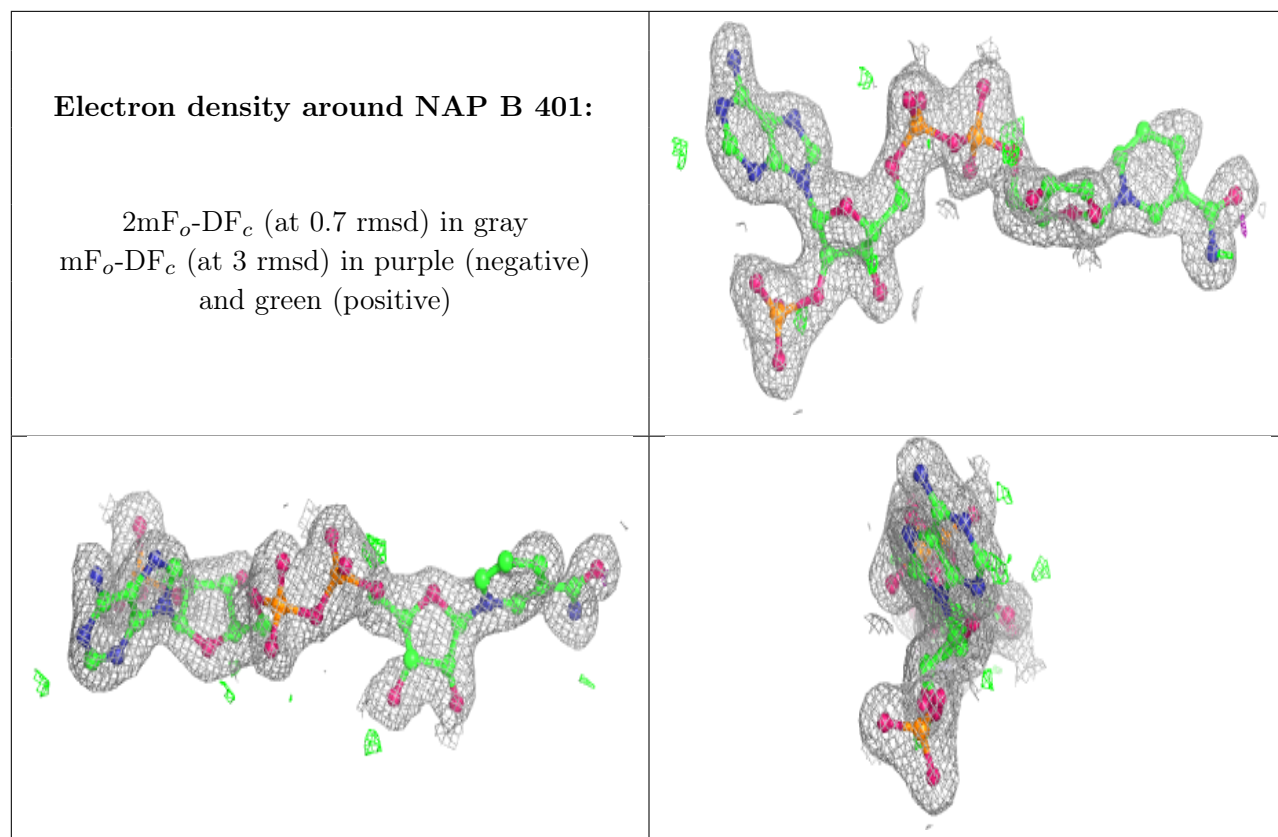 Electron density around NAP B 401:
2mFo-DFc (at 0.7 rmsd) in gray
mFo-DFc (at 3 rmsd) in purple (negative)
and green (positive)